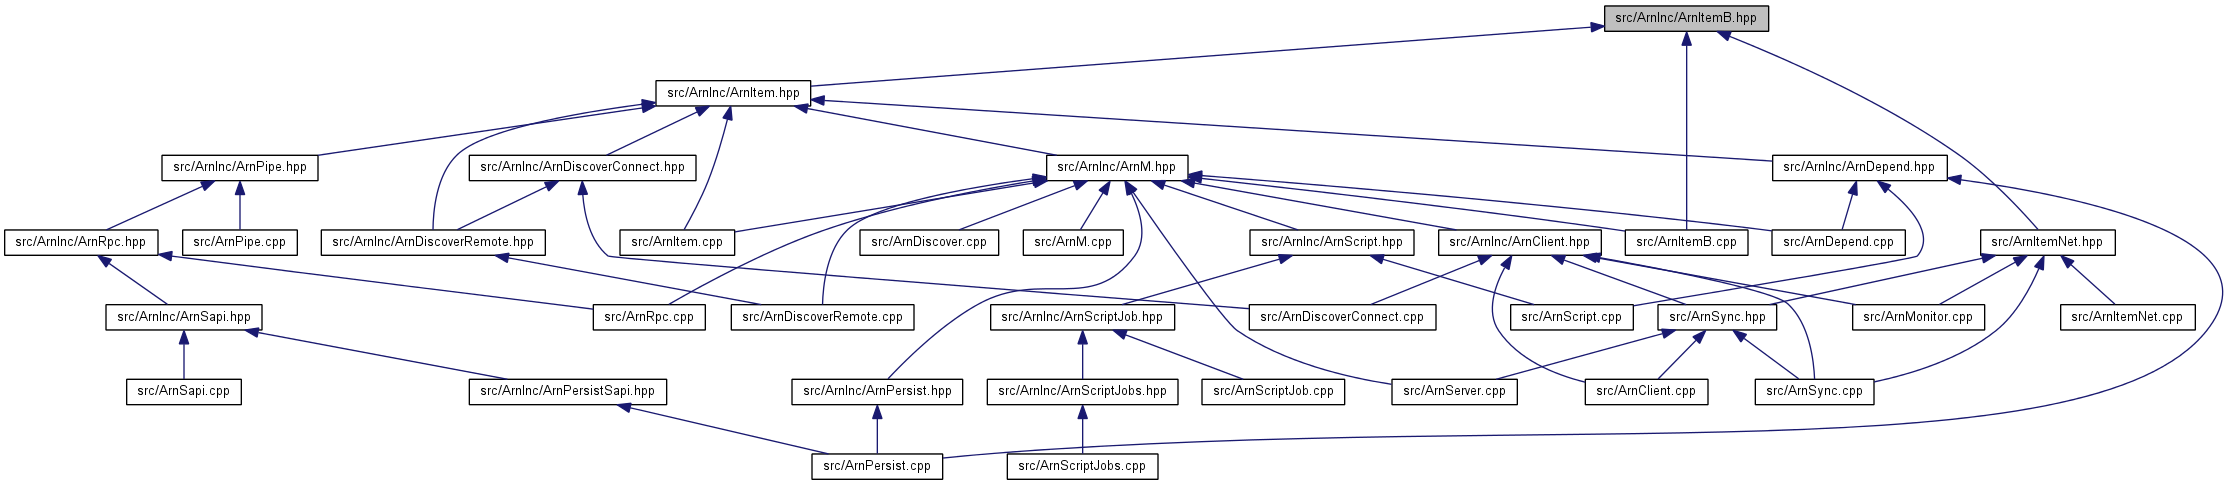 src/ArnInc/ArnItemB.hpp
src/ArnInc/ArnItem.hpp
src/ArnInc/ArnPipe.hpp
src/ArnInc/ArnDiscoverConnect.hpp
src/ArnInc/ArnM.hpp
src/ArnInc/ArnDepend.hpp
src/ArnInc/ArnRpc.hpp
src/ArnPipe.cpp
src/ArnInc/ArnDiscoverRemote.hpp
src/ArnItem.cpp
src/ArnDiscover.cpp
src/ArnM.cpp
src/ArnInc/ArnScript.hpp
src/ArnInc/ArnClient.hpp
src/ArnItemB.cpp
src/ArnDepend.cpp
src/ArnItemNet.hpp
src/ArnInc/ArnSapi.hpp
src/ArnRpc.cpp
src/ArnDiscoverRemote.cpp
src/ArnInc/ArnScriptJob.hpp
src/ArnDiscoverConnect.cpp
src/ArnScript.cpp
src/ArnSync.hpp
src/ArnMonitor.cpp
src/ArnItemNet.cpp
src/ArnSapi.cpp
src/ArnInc/ArnPersistSapi.hpp
src/ArnInc/ArnPersist.hpp
src/ArnInc/ArnScriptJobs.hpp
src/ArnScriptJob.cpp
src/ArnServer.cpp
src/ArnClient.cpp
src/ArnSync.cpp
src/ArnPersist.cpp
src/ArnScriptJobs.cpp